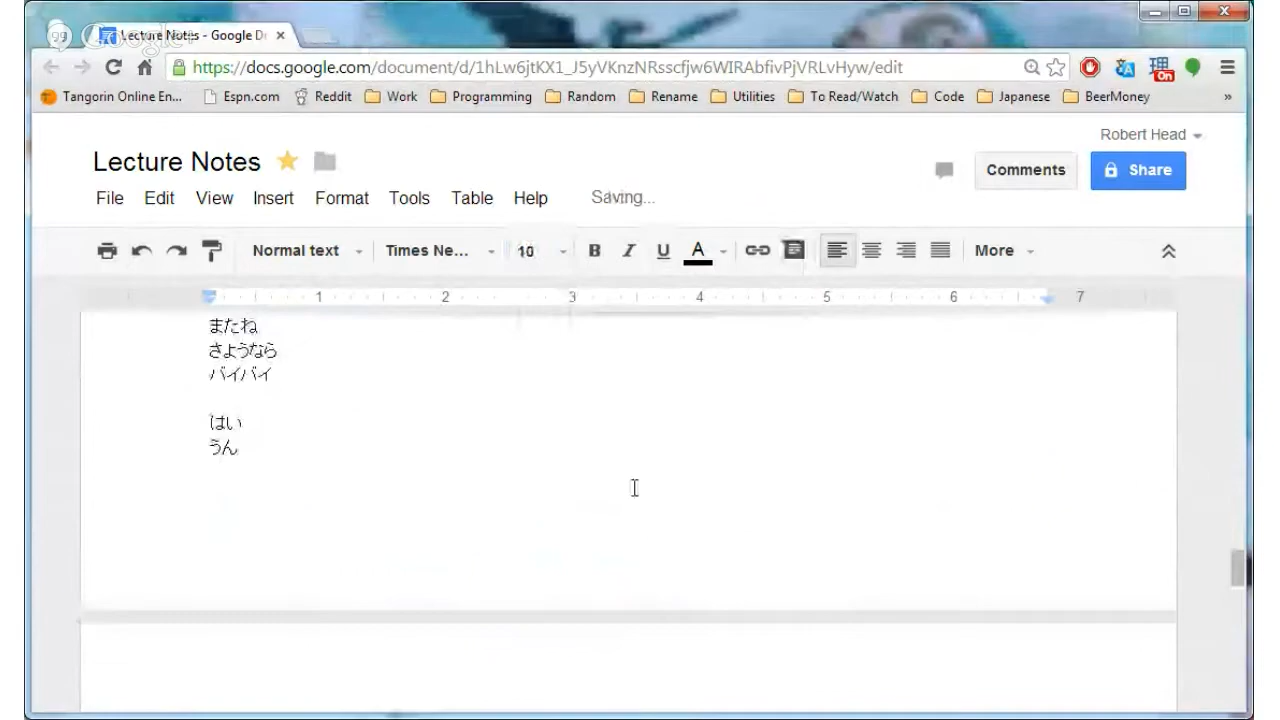 Google+
Lecture Notes - Google D
https://docs.google.com/document/d/1hLw6jtKX1_J5yVKnzNRsscfjw6WIRAbfivPjVRLvHyw/edit
Tangorin Online En... Espn.com Reddit Work Programming Random Rename Utilities To Read/Watch Code Japanese BeerMoney »
Robert Head
Lecture Notes
Comments Share
File Edit View Insert Format Tools Table Help Saving...
Normal text Times Ne... 10 B I U A More
1 2 3 4 5 6 7
またね
さようなら
バイバイ
はい
うん
理 On